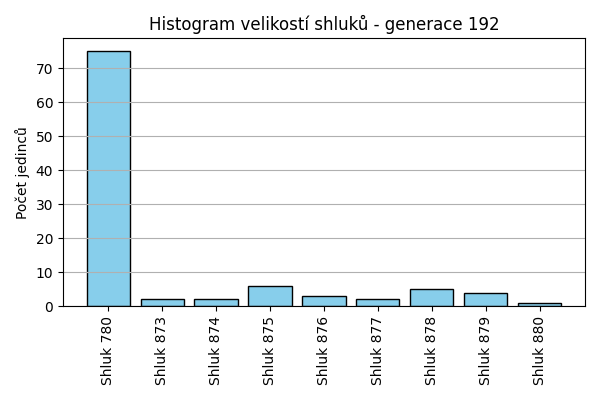 Histogram velikostí shluků - generace 192
Počet jedinců
70
60
50
40
30
20
10
0
Shluk 780
Shluk 873
Shluk 874
Shluk 875
Shluk 876
Shluk 877
Shluk 878
Shluk 879
Shluk 880